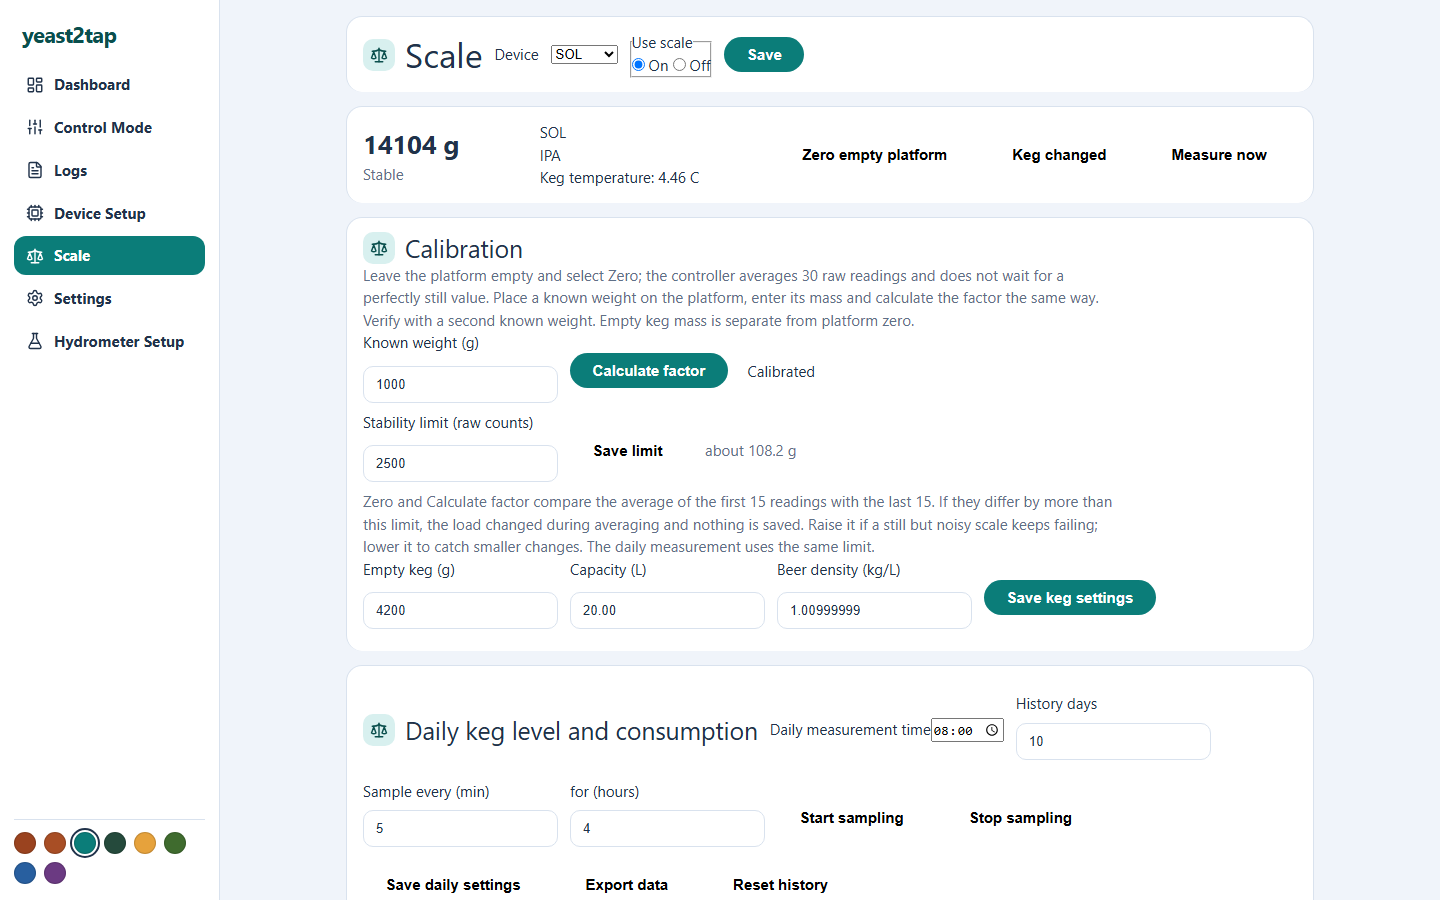 yeast2tap
Dashboard
Control Mode
Logs
Device Setup
Scale
Settings
Hydrometer Setup
Scale
Device
SOL
Use scale
On Off
Save
14104 g
Stable
SOL
IPA
Keg temperature: 4.46 C
Zero empty platform
Keg changed
Measure now
Calibration
Leave the platform empty and select Zero; the controller averages 30 raw readings and does not wait for a
perfectly still value. Place a known weight on the platform, enter its mass and calculate the factor the same way.
Verify with a second known weight. Empty keg mass is separate from platform zero.
Known weight (g)
1000
Calculate factor
Calibrated
Stability limit (raw counts)
2500
Save limit
about 108.2 g
Zero and Calculate factor compare the average of the first 15 readings with the last 15. If they differ by more than
this limit, the load changed during averaging and nothing is saved. Raise it if a still but noisy scale keeps failing;
lower it to catch smaller changes. The daily measurement uses the same limit.
Empty keg (g)
4200
Capacity (L)
20.00
Beer density (kg/L)
1.00999999
Save keg settings
Daily keg level and consumption
Daily measurement time
08:00
History days
10
Sample every (min)
5
for (hours)
4
Start sampling
Stop sampling
Save daily settings
Export data
Reset history